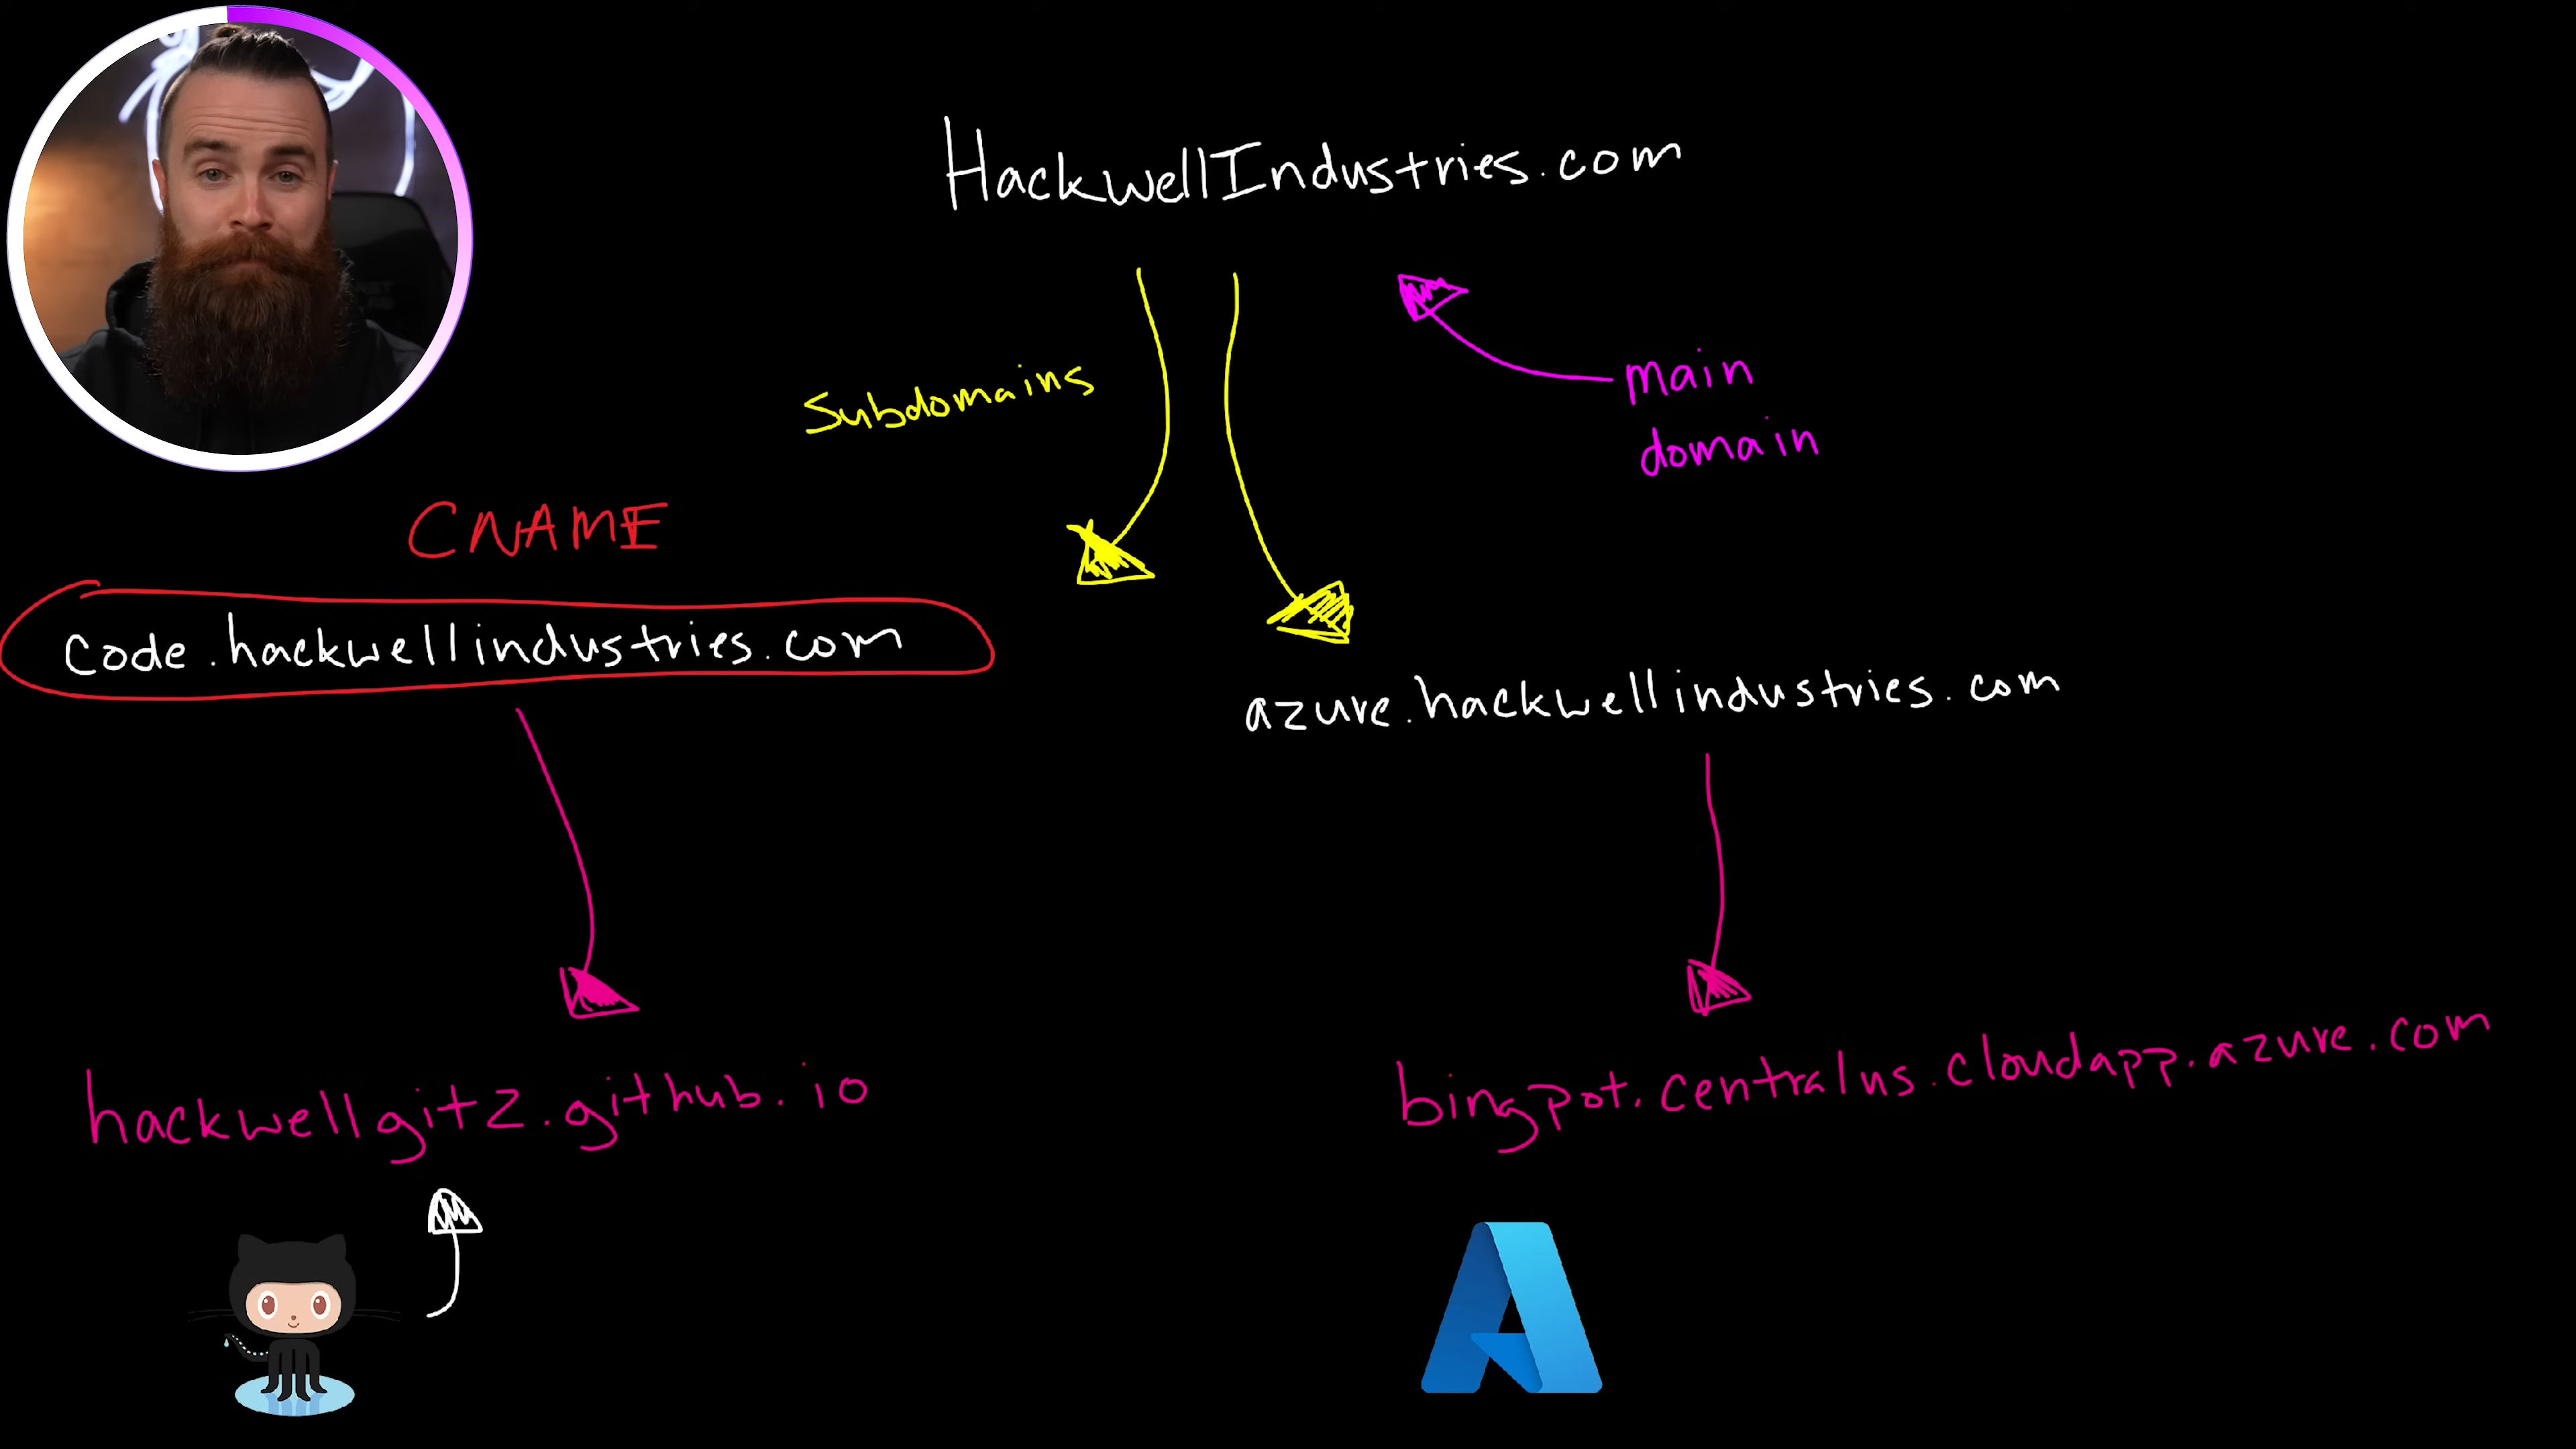 HackwellIndustries.com
Subdomains
main
domain
CNAME
code.hackwellindustries.com
azure.hackwellindustries.com
hackwellgitz.github.io
bingpot.centralus.cloudapp.azure.com